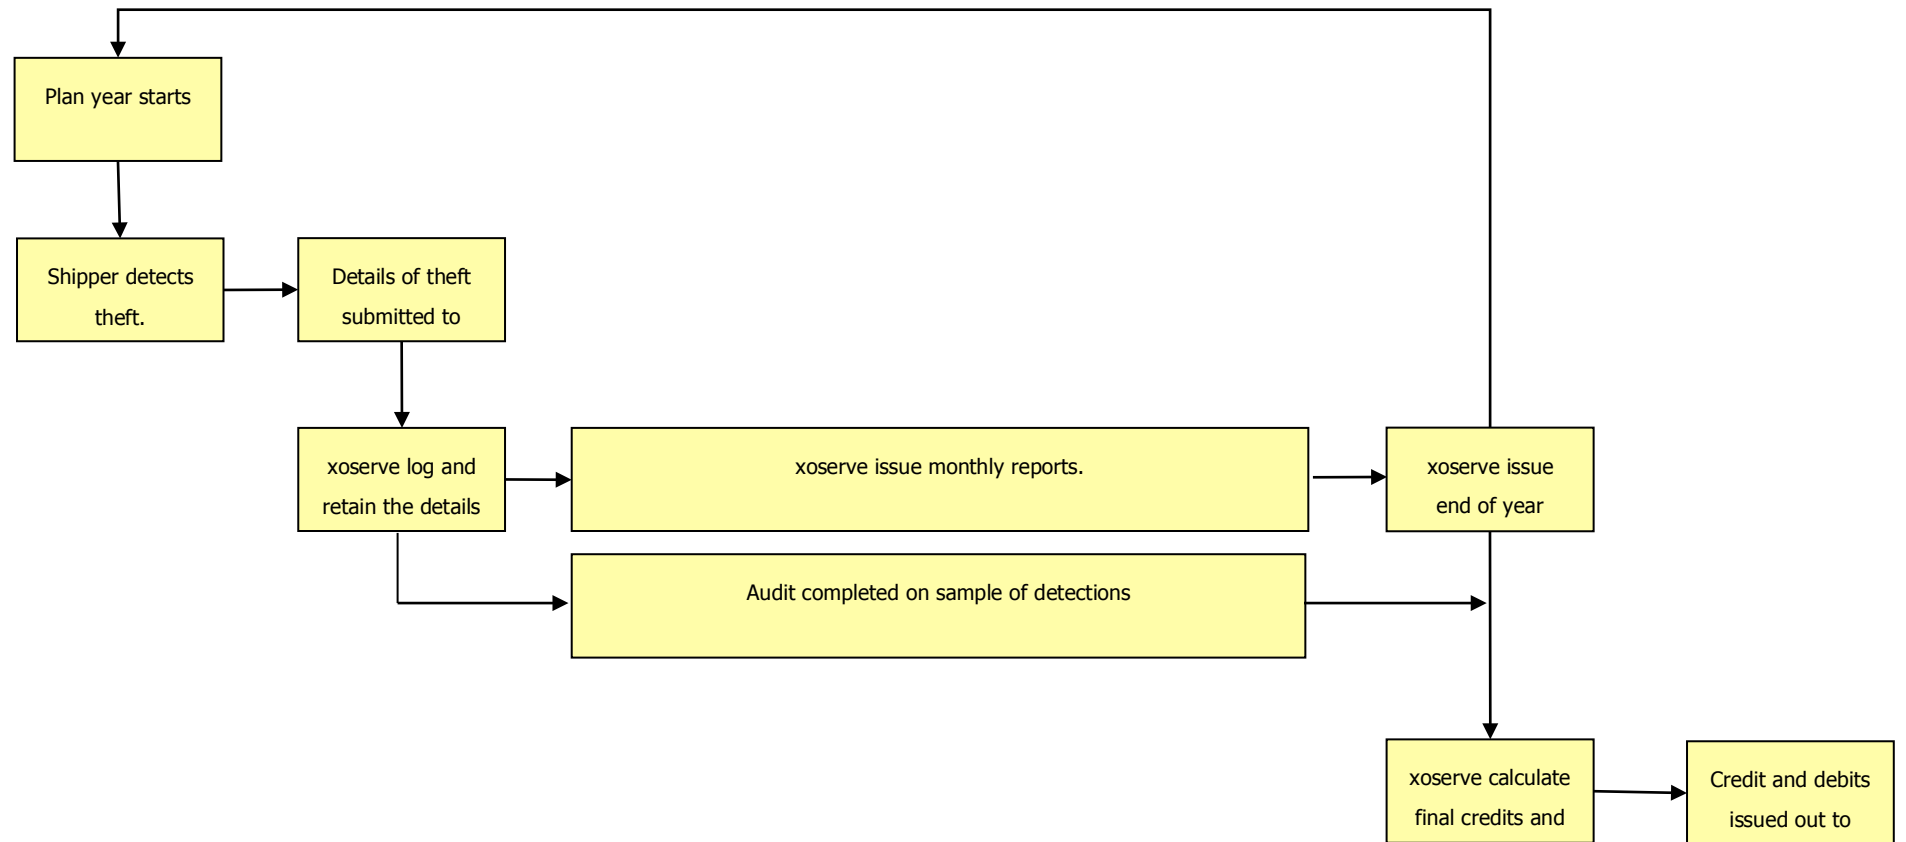 Plan year starts
Shipper detects
theft.
Details of theft
submitted to
xoserve log and
retain the details
xoserve issue monthly reports.
xoserve issue
end of year
Audit completed on sample of detections
xoserve calculate
final credits and
Credit and debits
issued out to